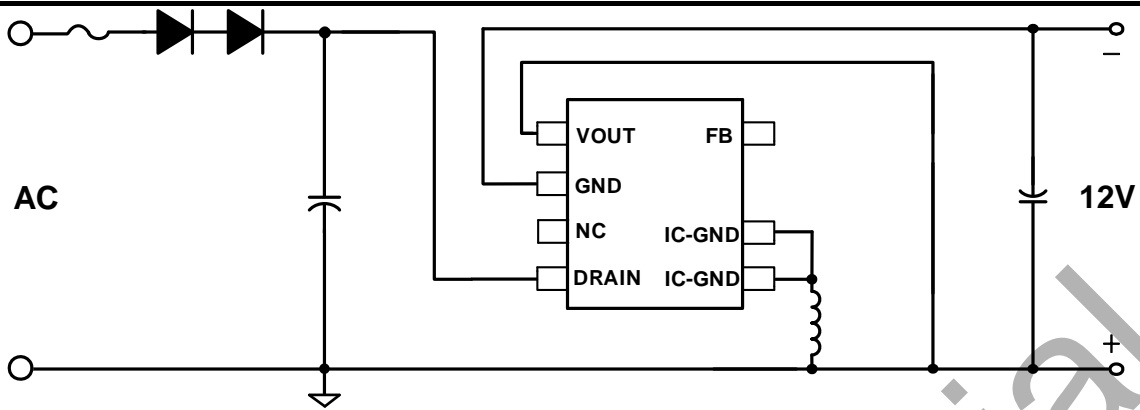 AC
VOUT
FB
GND
NC
IC-GND
DRAIN
IC-GND
−
12V
+